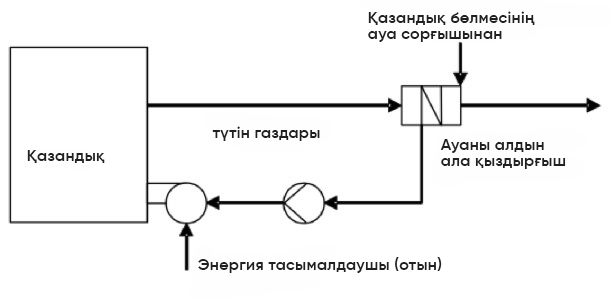 Қазандық бөлмесінің
ауа сорғышынан
түтін газдары
Қазандық
Ауаны алдын
ала қыздырғыш
Энергия тасымалдаушы (отын)